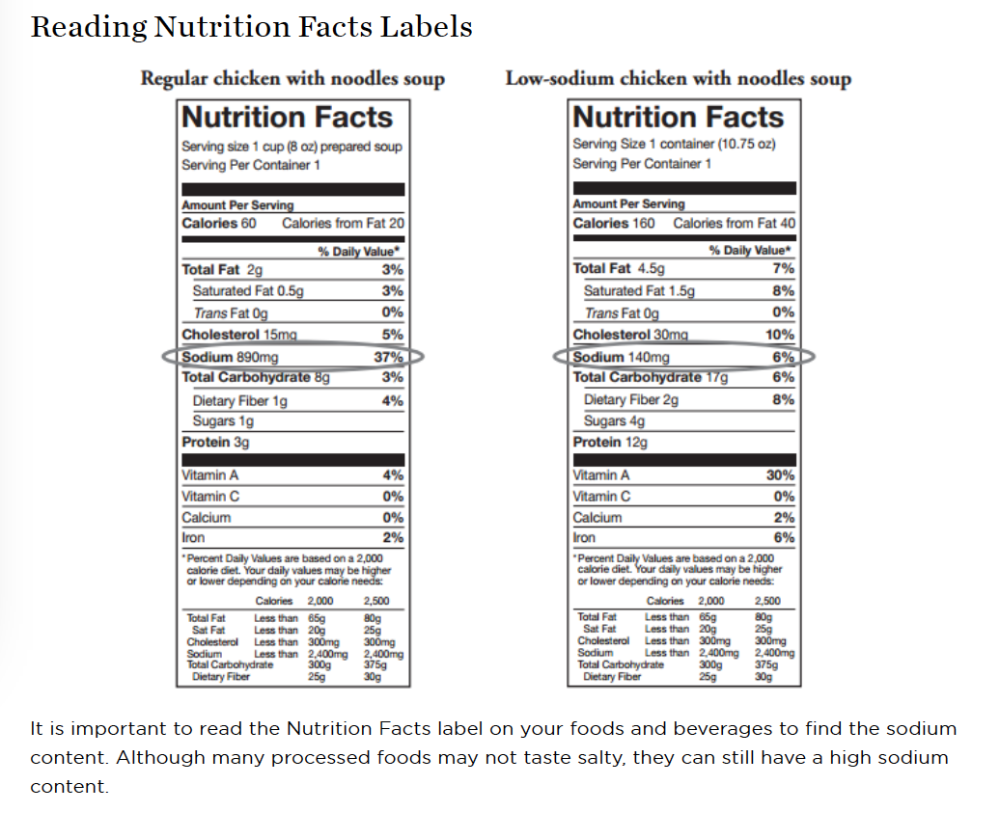 Reading Nutrition Facts Labels
Regular chicken with noodles soup
Nutrition Facts
Serving size 1 cup (8 oz) prepared soup
Serving Per Container 1
Amount Per Serving
Calories 60 Calories from Fat 20
% Daily Value*
Total Fat 2g 3%
Saturated Fat 0.5g 3%
Trans Fat 0g 0%
Cholesterol 15mg 5%
Sodium 890mg 37%
Total Carbohydrate 8g 3%
Dietary Fiber 1g 4%
Sugars 1g
Protein 3g
Vitamin A 4%
Vitamin C 0%
Calcium 0%
Iron 2%
*Percent Daily Values are based on a 2,000
calorie diet. Your daily values may be higher
or lower depending on your calorie needs:
Calories 2,000 2,500
Total Fat Less than 65g 80g
Sat Fat Less than 20g 25g
Cholesterol Less than 300mg 300mg
Sodium Less than 2,400mg 2,400mg
Total Carbohydrate 300g 375g
Dietary Fiber 25g 30g
Low-sodium chicken with noodles soup
Nutrition Facts
Serving Size 1 container (10.75 oz)
Serving Per Container 1
Amount Per Serving
Calories 160 Calories from Fat 40
% Daily Value*
Total Fat 4.5g 7%
Saturated Fat 1.5g 8%
Trans Fat 0g 0%
Cholesterol 30mg 10%
Sodium 140mg 6%
Total Carbohydrate 17g 6%
Dietary Fiber 2g 8%
Sugars 4g
Protein 12g
Vitamin A 30%
Vitamin C 0%
Calcium 2%
Iron 6%
*Percent Daily Values are based on a 2,000
calorie diet. Your daily values may be higher
or lower depending on your calorie needs:
Calories 2,000 2,500
Total Fat Less than 65g 80g
Sat Fat Less than 20g 25g
Cholesterol Less than 300mg 300mg
Sodium Less than 2,400mg 2,400mg
Total Carbohydrate 300g 375g
Dietary Fiber 25g 30g
It is important to read the Nutrition Facts label on your foods and beverages to find the sodium
content. Although many processed foods may not taste salty, they can still have a high sodium
content.